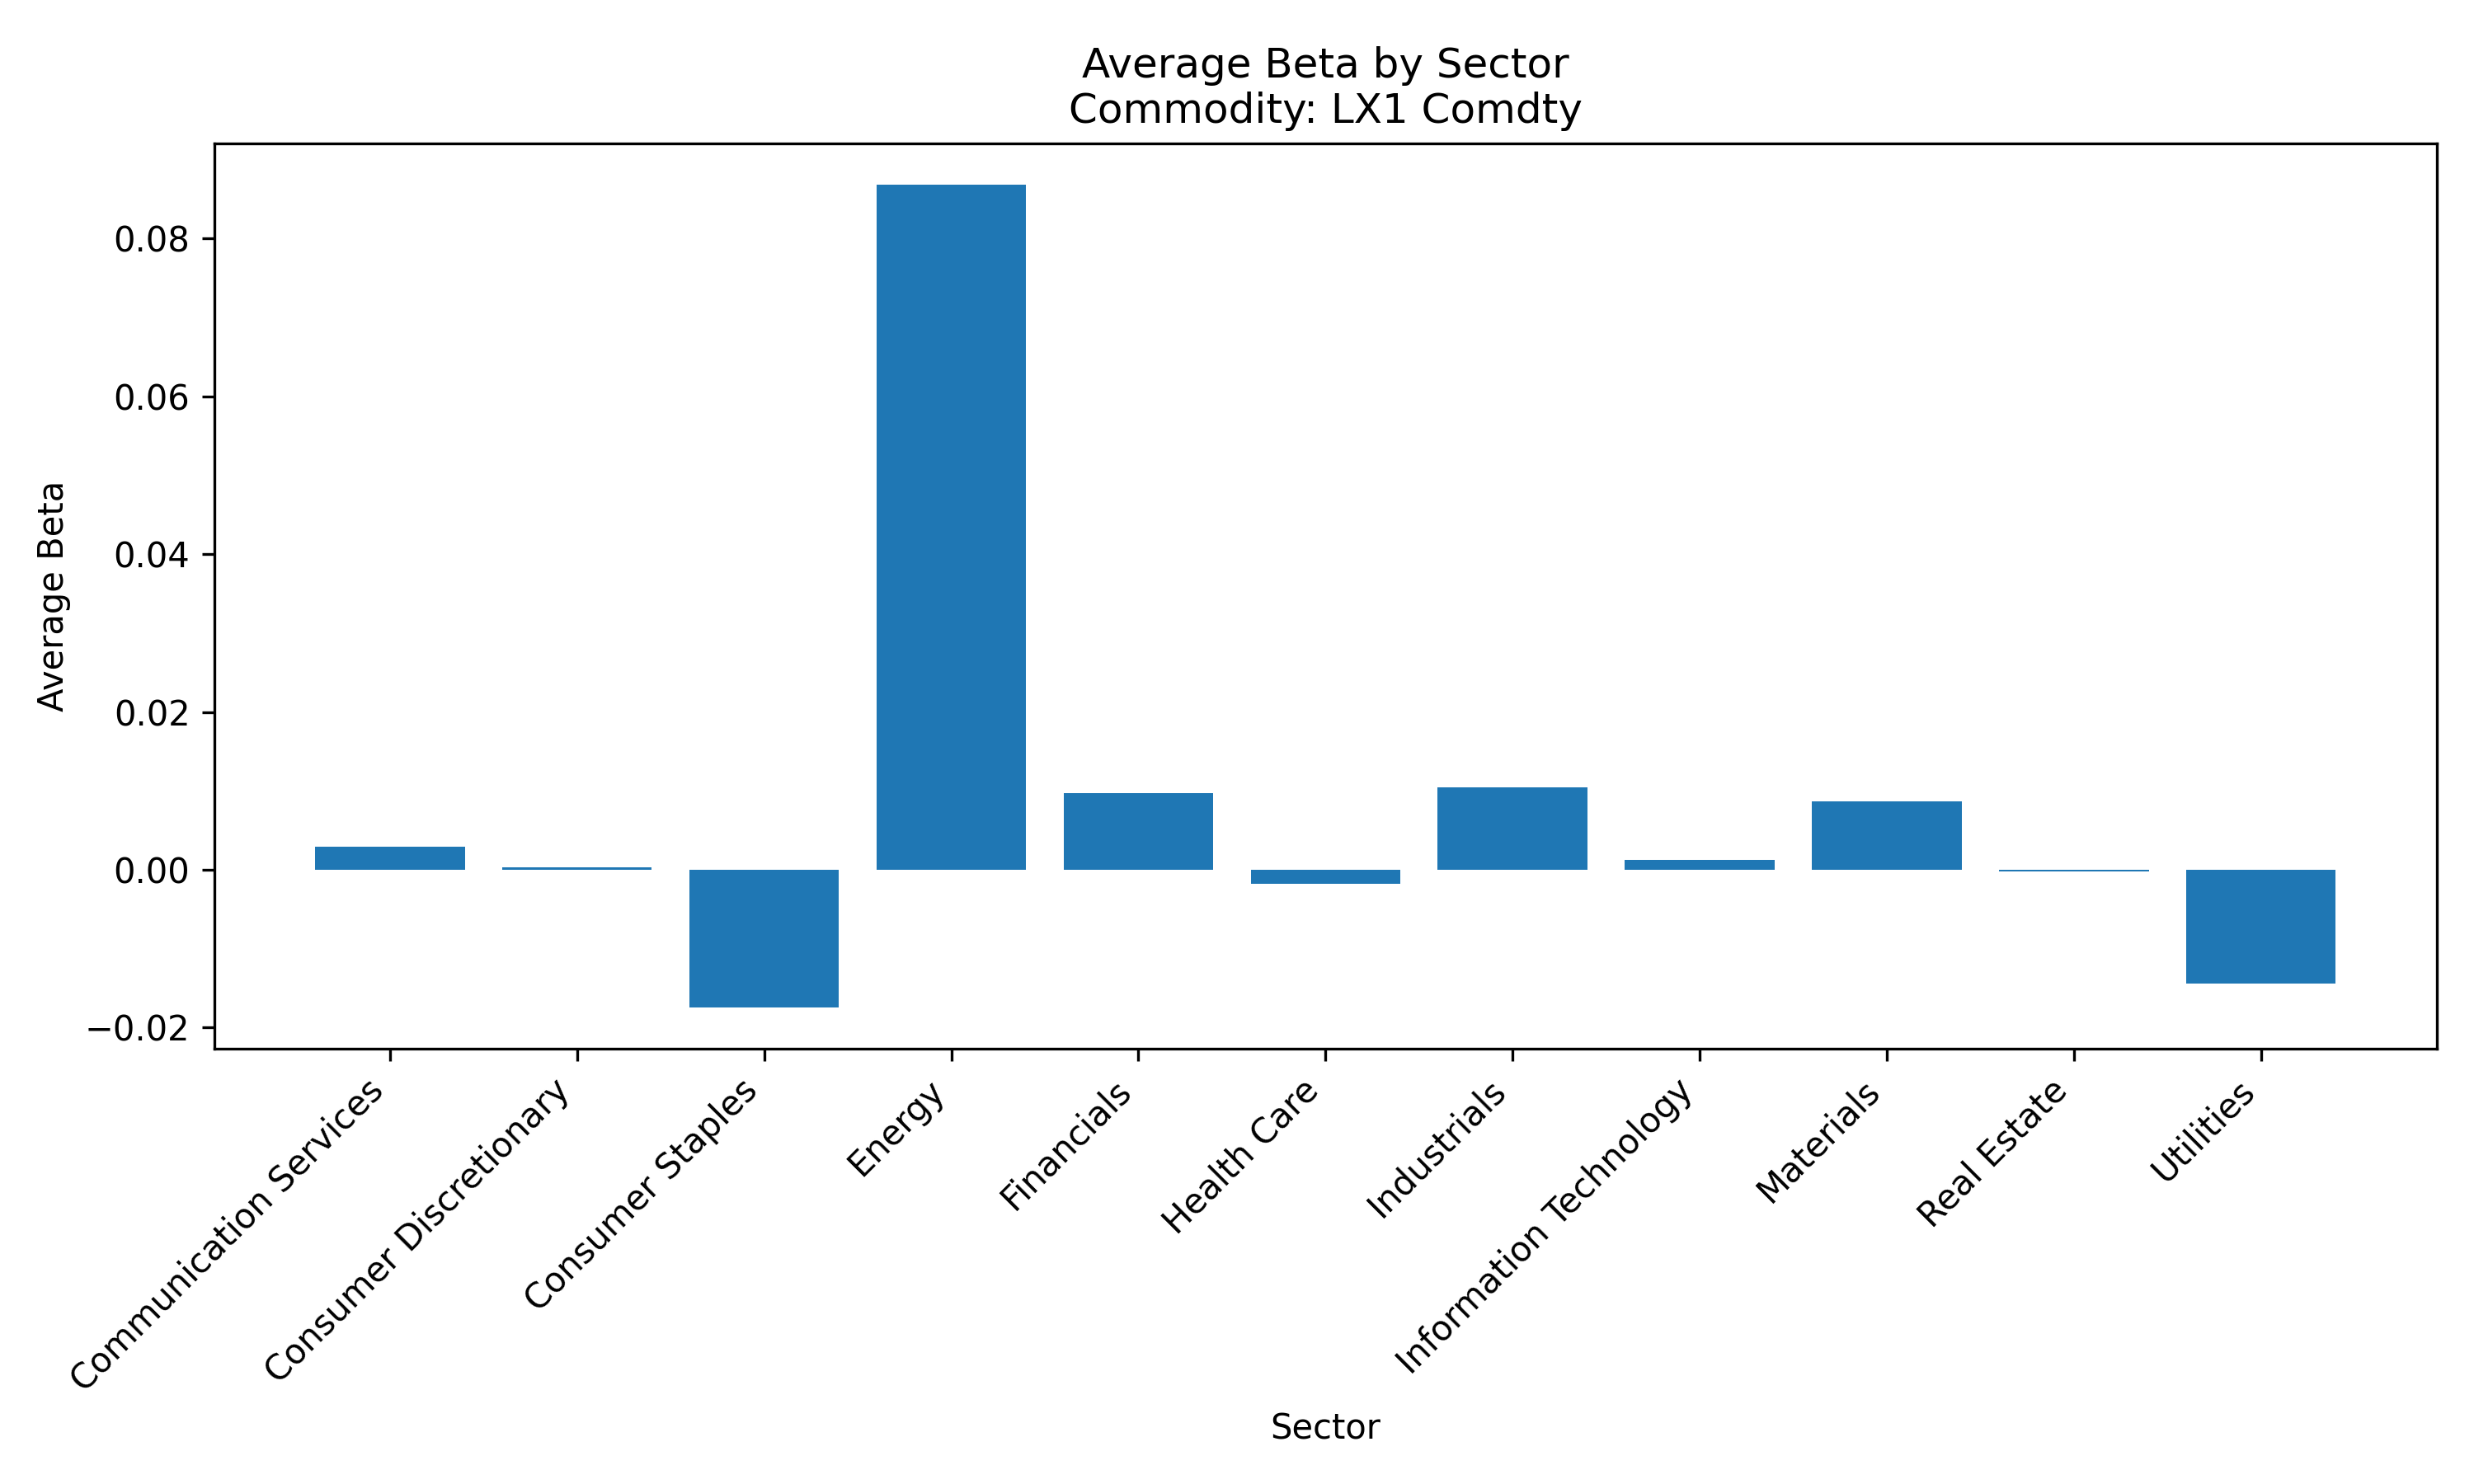 Average Beta by Sector
Commodity: LX1 Comdty
Average Beta
0.08
0.06
0.04
0.02
0.00
−0.02
Communication Services
Consumer Discretionary
Consumer Staples
Energy
Financials
Health Care
Industrials
Information Technology
Materials
Real Estate
Utilities
Sector